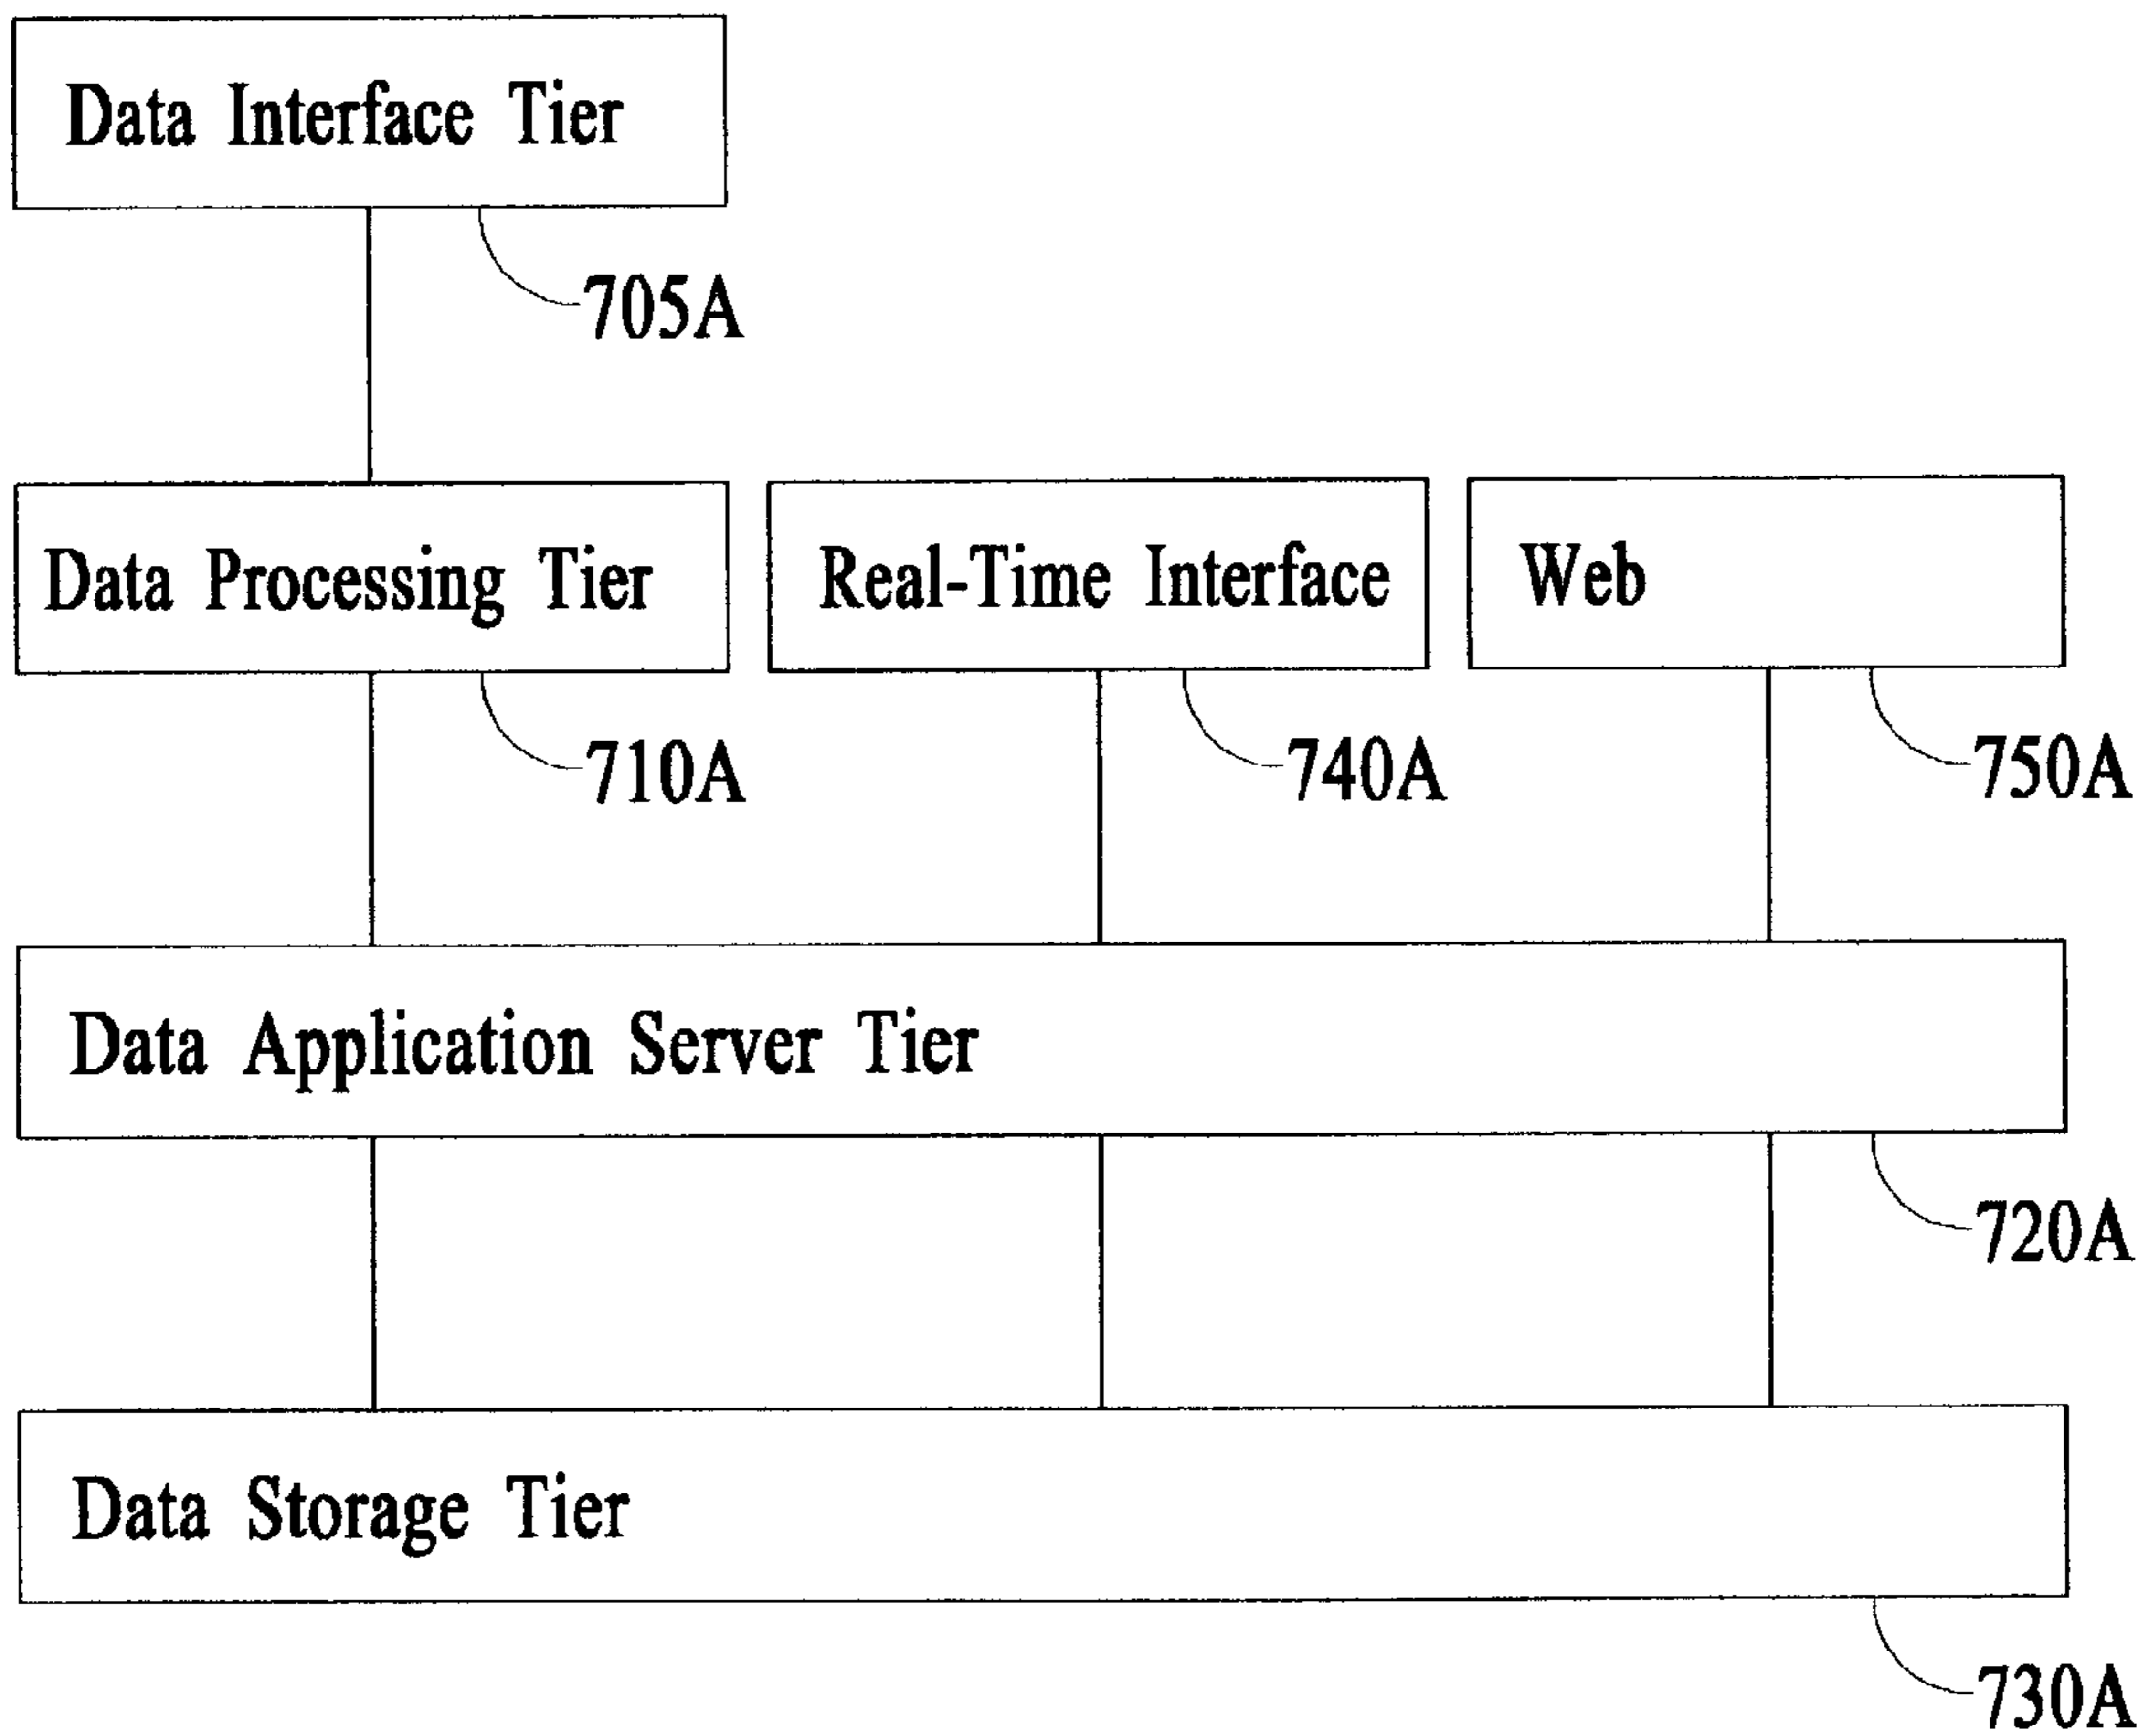 Data Interface Tier
705A
Data Processing Tier
Real-Time Interface
Web
710A
740A
750A
Data Application Server Tier
720A
Data Storage Tier
730A